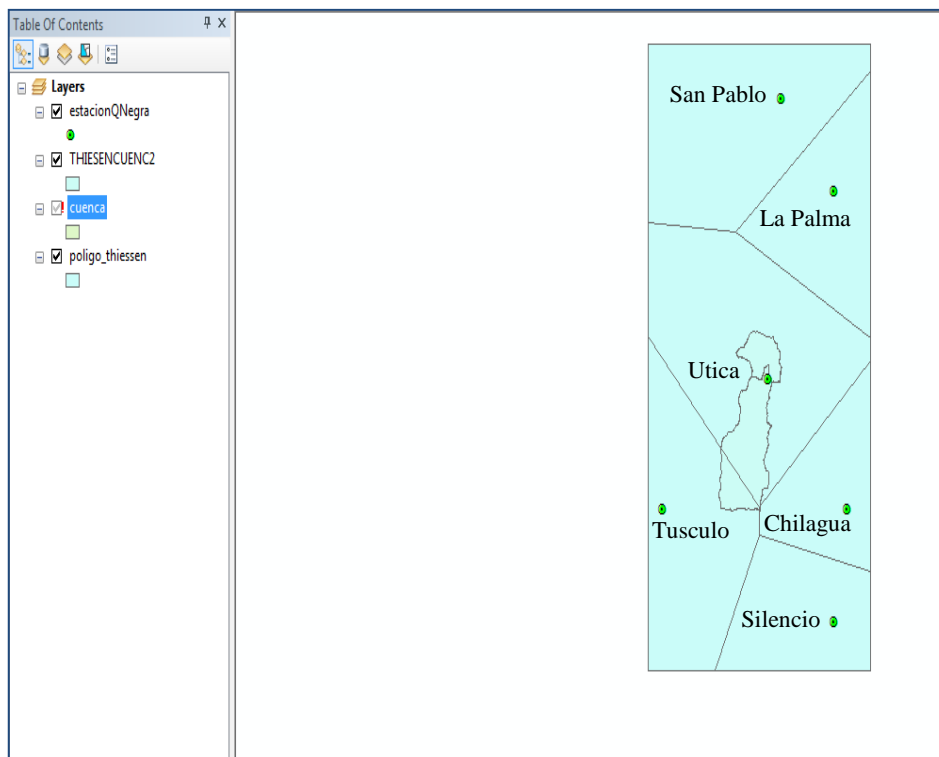 Table Of Contents
Layers
estacionQNegra
THIESENCUENC2
cuenca
poligo_thiessen
San Pablo
La Palma
Utica
Tusculo
Chilagua
Silencio